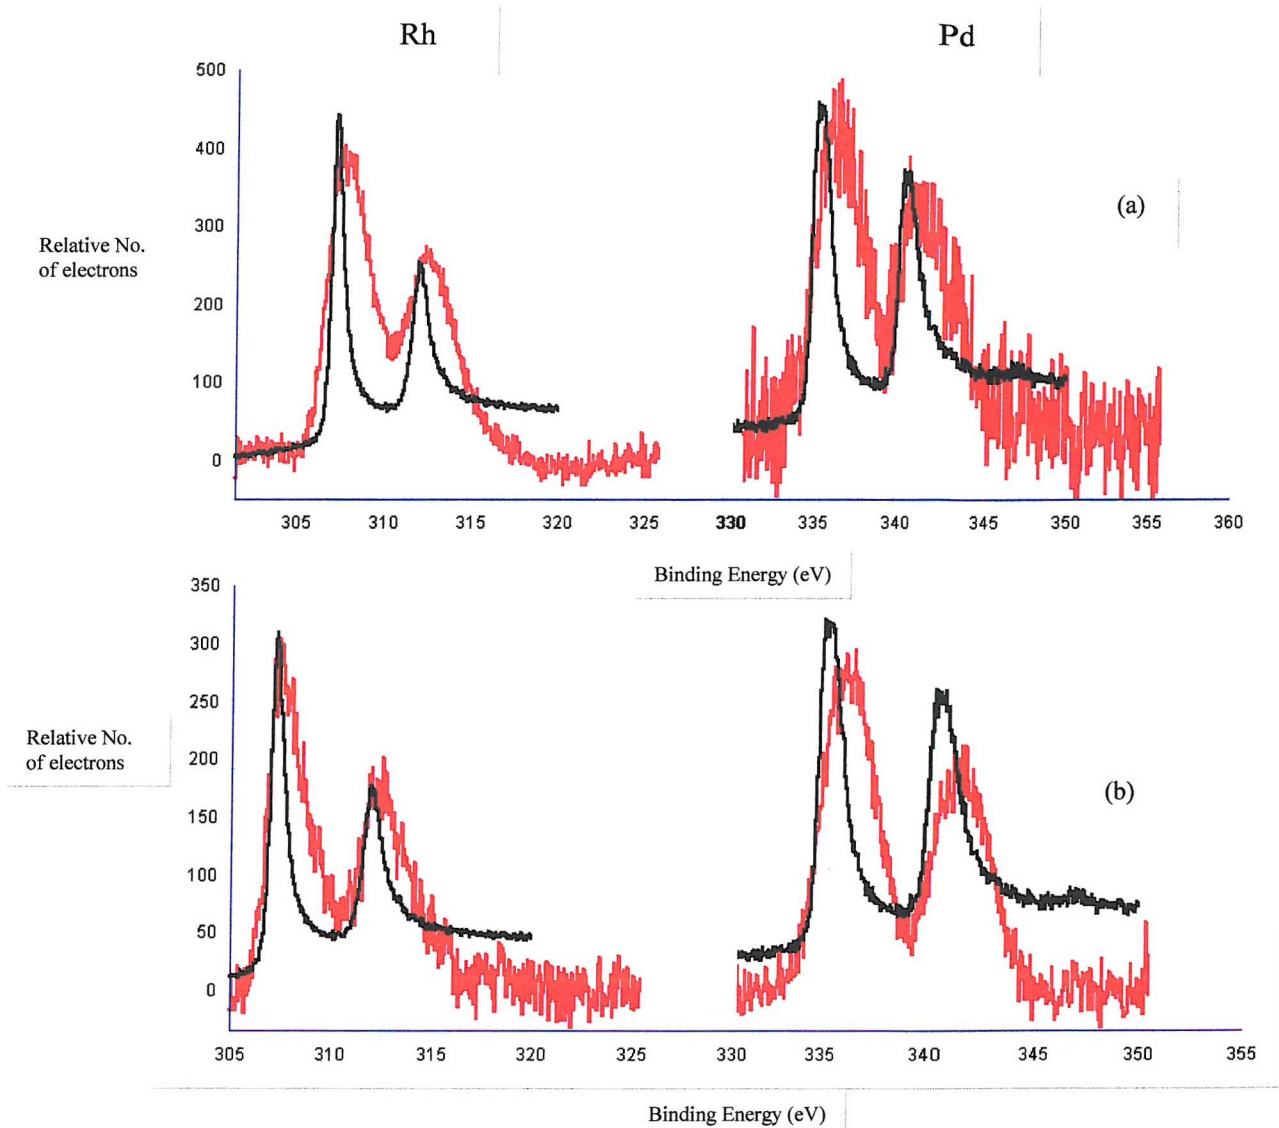 Rh Pd
500
400
300
200
100
0
Relative No.
of electrons
(a)
305 310 315 320 325 330 335 340 345 350 355 360
Binding Energy (eV)
350
300
250
200
150
100
50
0
Relative No.
of electrons
(b)
305 310 315 320 325 330 335 340 345 350 355
Binding Energy (eV)